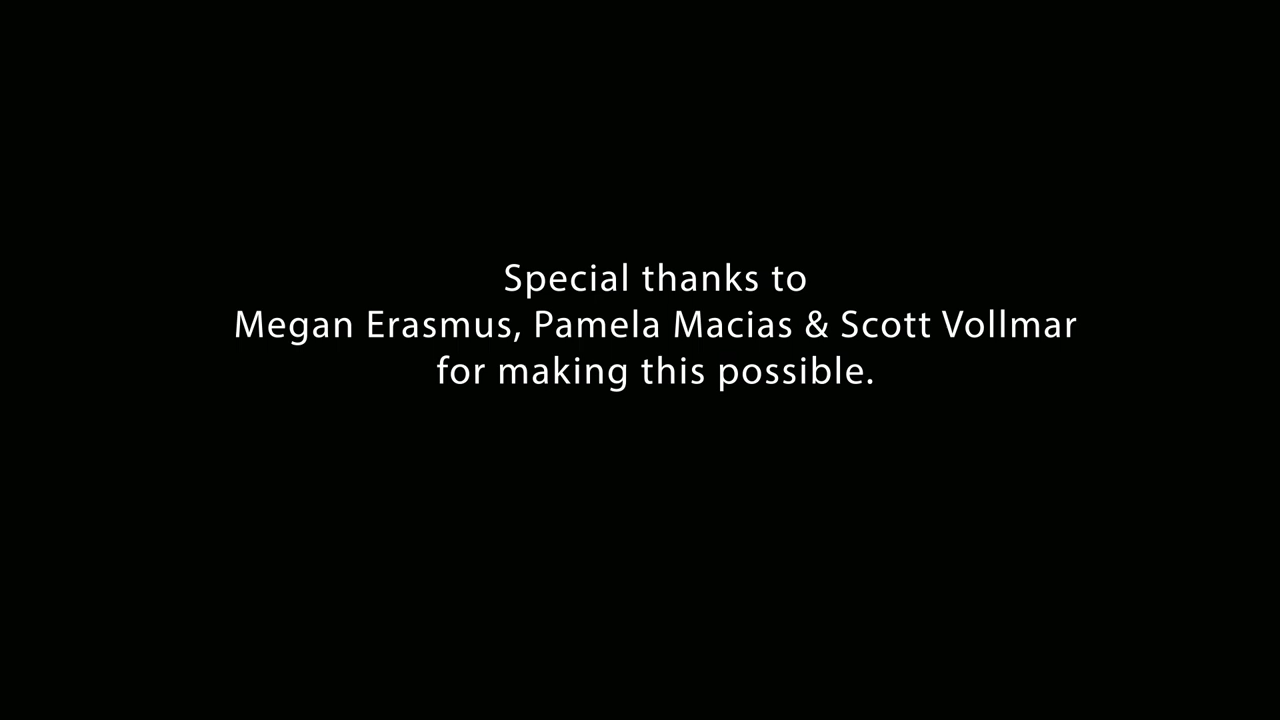 Special thanks to
Megan Erasmus, Pamela Macias & Scott Vollmar
for making this possible.